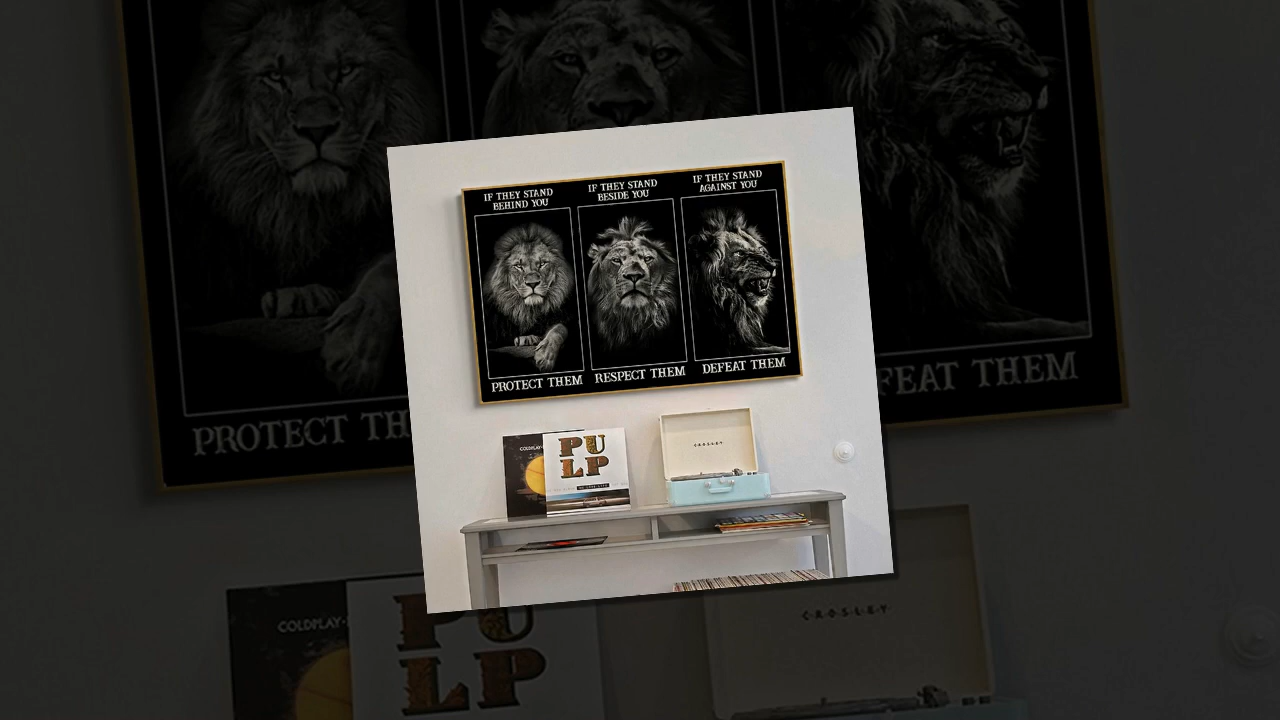 IF THEY STAND
BEHIND YOU
IF THEY STAND
BESIDE YOU
IF THEY STAND
AGAINST YOU
PROTECT THEM
RESPECT THEM
DEFEAT THEM
COLDPLAY
PU
LP
CROSLEY
PROTECT TH
FEAT THEM
COLDPLAY
PU
LP
CROSLEY